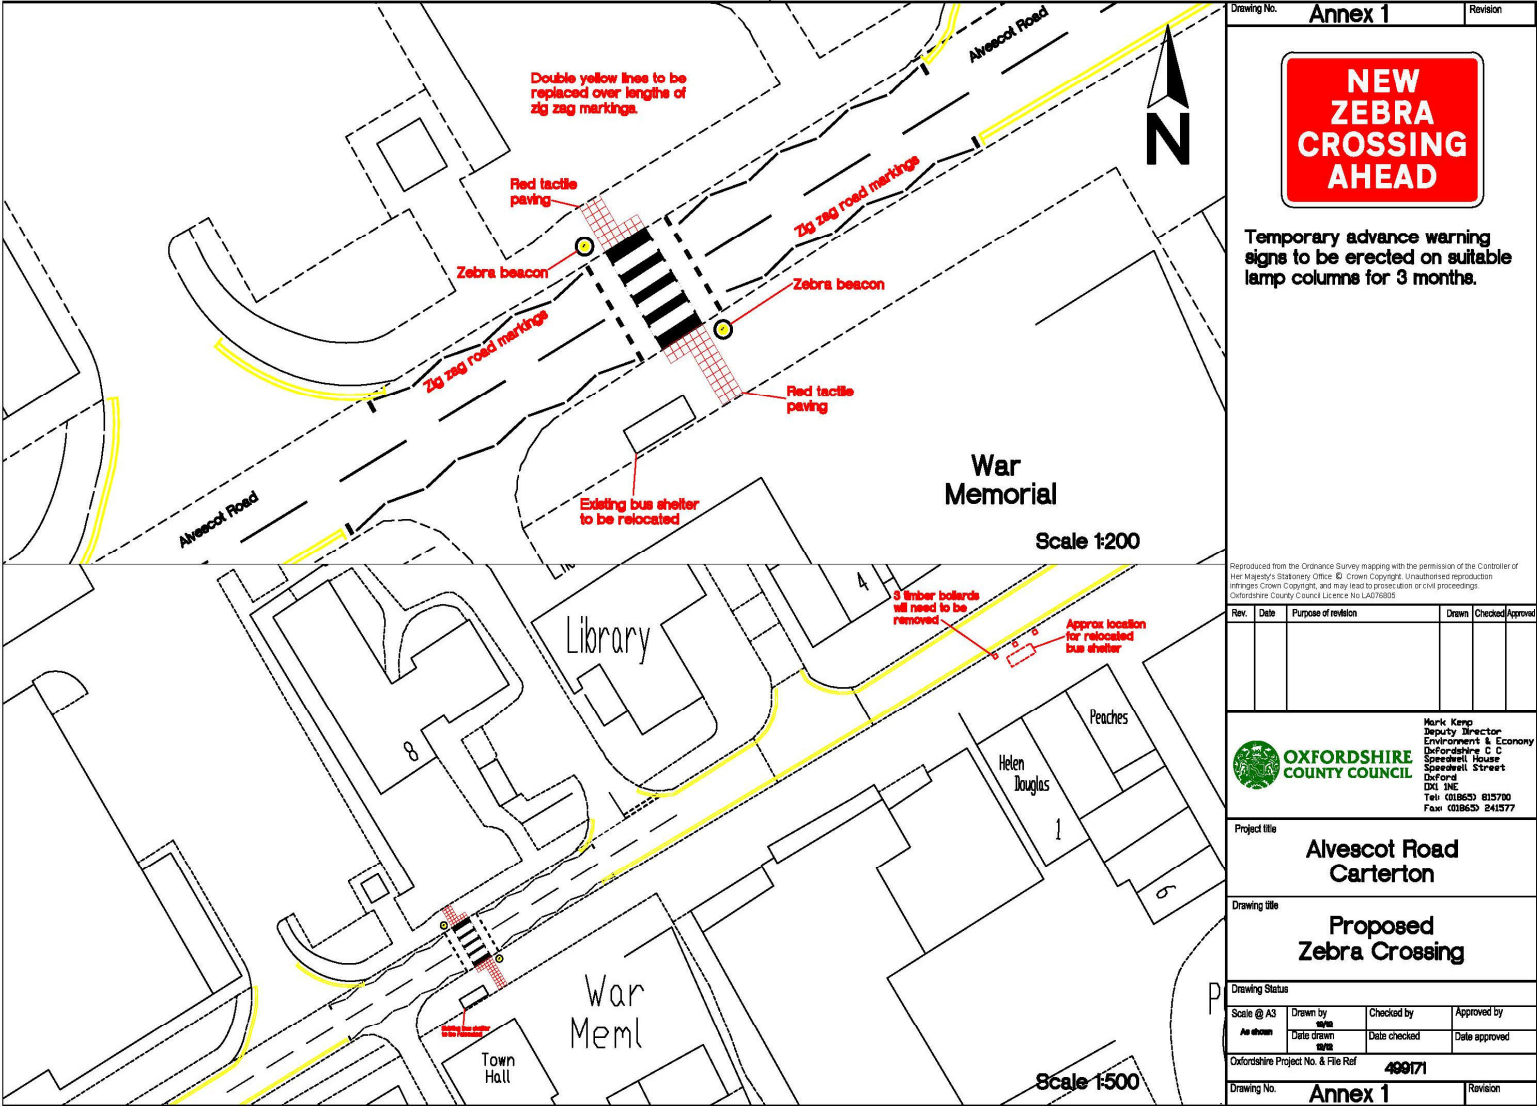 Double yellow lines to be
replaced over lengths of
zig zag markings.
Alvescot Road
N
Red tactile
paving
Zebra beacon
Zig zag road markings
Zebra beacon
Zig zag road markings
Red tactile
paving
Existing bus shelter
to be relocated
Alvescot Road
War
Memorial
Scale 1:200
Library
4
3 timber bollards
will need to be
removed
Approx location
for relocated
bus shelter
8
Peaches
Helen
Douglas
1
6
War
Meml
Existing bus shelter
to be relocated
Town
Hall
P
Scale 1:500
Drawing No.
Annex 1
Revision
NEW
ZEBRA
CROSSING
AHEAD
Temporary advance warning
signs to be erected on suitable
lamp columns for 3 months.
Reproduced from the Ordnance Survey mapping with the permission of the Controller of
Her Majesty's Stationery Office © Crown Copyright. Unauthorised reproduction
infringes Crown Copyright, and may lead to prosecution or civil proceedings.
Oxfordshire County Council Licence No LA076805
Rev. Date Purpose of revision Drawn Checked Approved
OXFORDSHIRE
COUNTY COUNCIL
Mark Kemp
Deputy Director
Environment & Economy
Oxfordshire C C
Speedwell House
Speedwell Street
Oxford
OX1 1NE
Tel: (01865) 815700
Fax: (01865) 241577
Project title
Alvescot Road
Carterton
Drawing title
Proposed
Zebra Crossing
Drawing Status
Scale @ A3 Drawn by Checked by Approved by
As shown Date drawn Date checked Date approved
12/12
Oxfordshire Project No. & File Ref
499171
Drawing No.
Annex 1
Revision